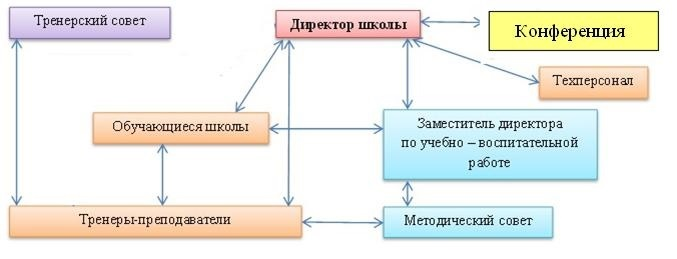 Тренерский совет
Директор школы
Конференция
Техперсонал
Обучающиеся школы
Заместитель директора
по учебно – воспитательной
работе
Тренеры-преподаватели
Методический совет